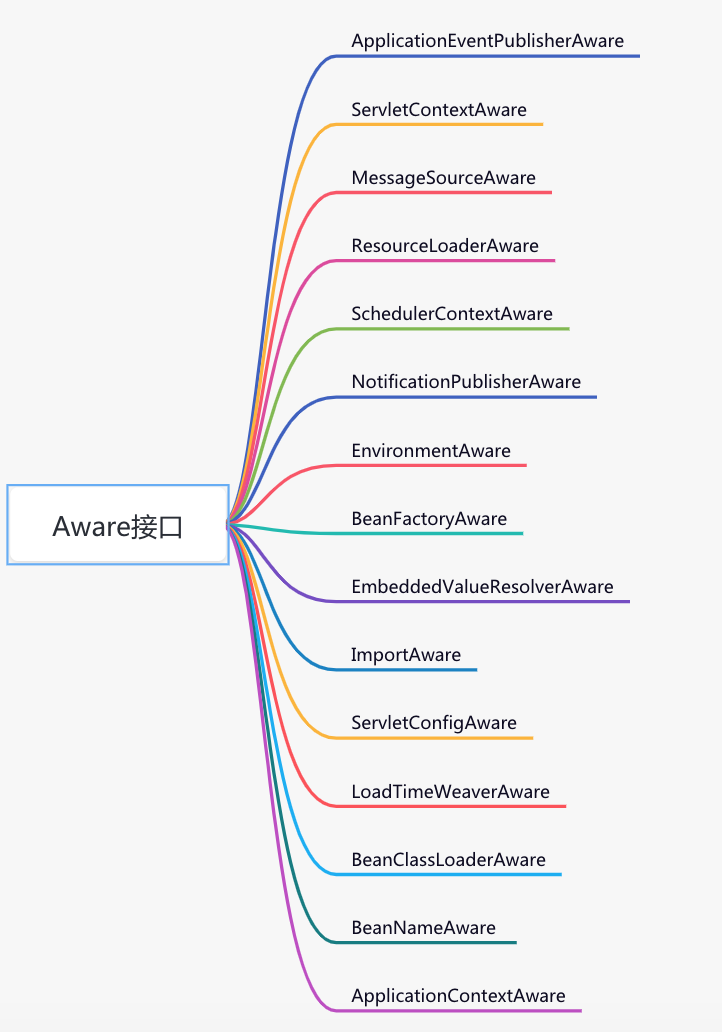 ApplicationEventPublisherAware
ServletContextAware
MessageSourceAware
ResourceLoaderAware
SchedulerContextAware
NotificationPublisherAware
EnvironmentAware
Aware接口
BeanFactoryAware
EmbeddedValueResolverAware
ImportAware
ServletConfigAware
LoadTimeWeaverAware
BeanClassLoaderAware
BeanNameAware
ApplicationContextAware